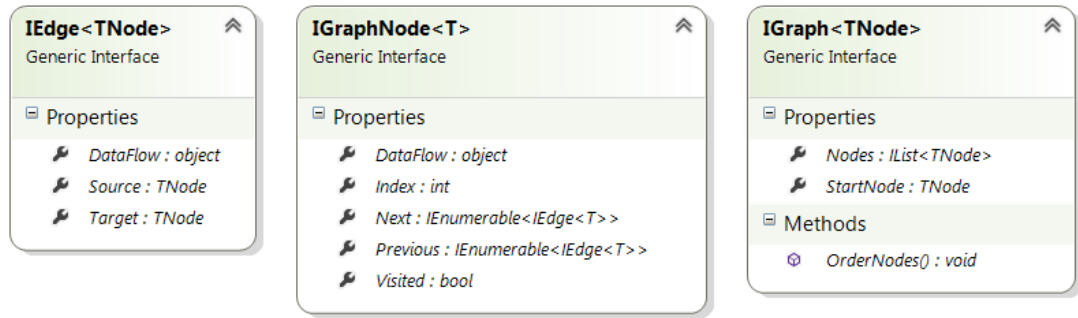 IEdge<TNode>
Generic Interface
Properties
DataFlow : object
Source : TNode
Target : TNode
IGraphNode<T>
Generic Interface
Properties
DataFlow : object
Index : int
Next : IEnumerable<IEdge<T>>
Previous : IEnumerable<IEdge<T>>
Visited : bool
IGraph<TNode>
Generic Interface
Properties
Nodes : IList<TNode>
StartNode : TNode
Methods
OrderNodes() : void